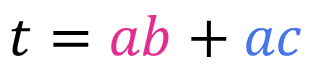 t = ab + ac